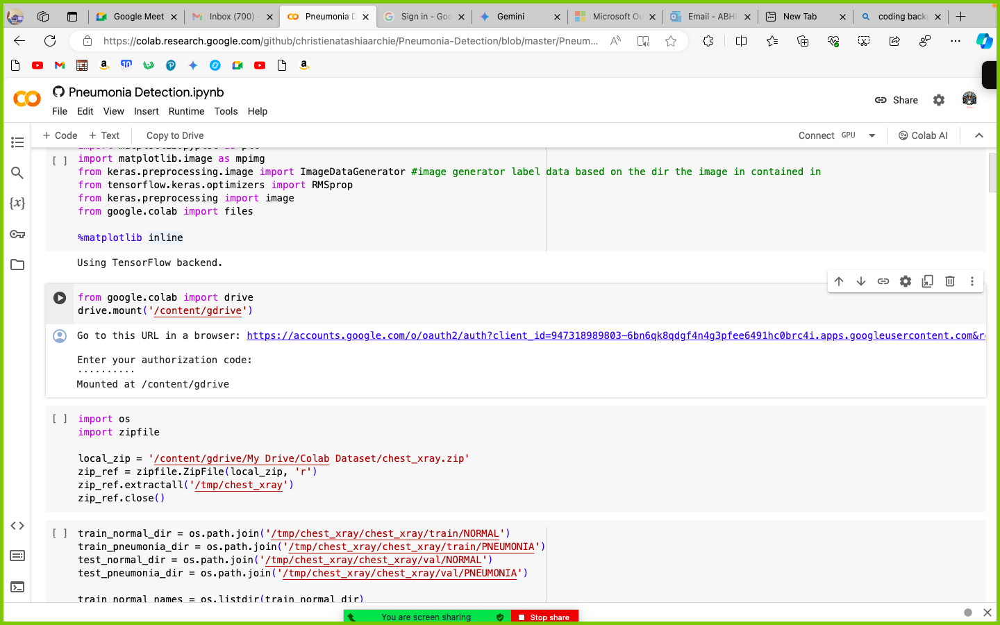 Google Meet
Inbox (700) -
Pneumonia D
Sign in - Goo
Gemini
Microsoft Ou
Email - ABHI
New Tab
coding backg
https://colab.research.google.com/github/christienatashiaarchie/Pneumonia-Detection/blob/master/Pneum...
Pneumonia Detection.ipynb
Share
File Edit View Insert Runtime Tools Help
+ Code + Text Copy to Drive
Connect GPU
Colab AI
import matplotlib.pyplot as plt
[ ] import matplotlib.image as mpimg
from keras.preprocessing.image import ImageDataGenerator #image generator label data based on the dir the image in contained in
from tensorflow.keras.optimizers import RMSprop
from keras.preprocessing import image
from google.colab import files
%matplotlib inline
Using TensorFlow backend.
from google.colab import drive
drive.mount('/content/gdrive')
Go to this URL in a browser: https://accounts.google.com/o/oauth2/auth?client_id=947318989803-6bn6qk8qdgf4n4g3pfee6491hc0brc4i.apps.googleusercontent.com&r
Enter your authorization code:
··········
Mounted at /content/gdrive
[ ] import os
import zipfile
local_zip = '/content/gdrive/My Drive/Colab Dataset/chest_xray.zip'
zip_ref = zipfile.ZipFile(local_zip, 'r')
zip_ref.extractall('/tmp/chest_xray')
zip_ref.close()
[ ] train_normal_dir = os.path.join('/tmp/chest_xray/chest_xray/train/NORMAL')
train_pneumonia_dir = os.path.join('/tmp/chest_xray/chest_xray/train/PNEUMONIA')
test_normal_dir = os.path.join('/tmp/chest_xray/chest_xray/val/NORMAL')
test_pneumonia_dir = os.path.join('/tmp/chest_xray/chest_xray/val/PNEUMONIA')
train_normal_names = os.listdir(train_normal_dir)
You are screen sharing
Stop share